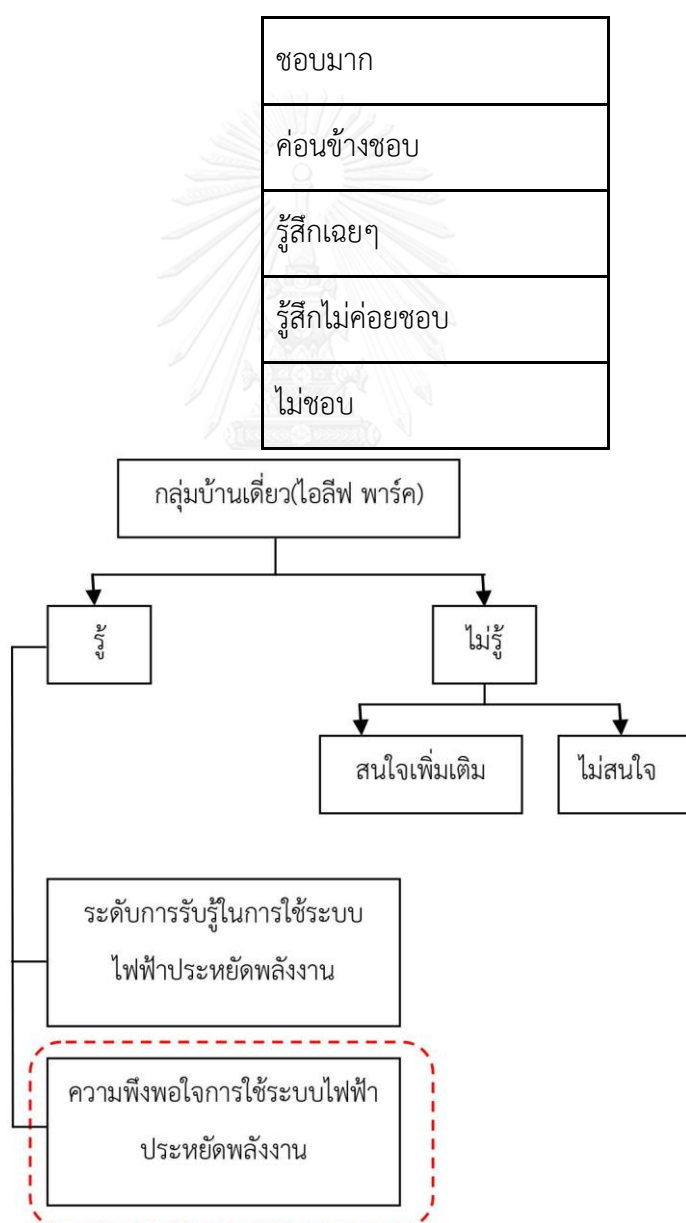 ชอบมาก
ค่อนข้างชอบ
รู้สึกเฉยๆ
รู้สึกไม่ค่อยชอบ
ไม่ชอบ
กลุ่มบ้านเดี่ยว(ไอลีฟ พาร์ค)
รู้
ไม่รู้
สนใจเพิ่มเติม
ไม่สนใจ
ระดับการรับรู้ในการใช้ระบบ
ไฟฟ้าประหยัดพลังงาน
ความพึงพอใจการใช้ระบบไฟฟ้า
ประหยัดพลังงาน